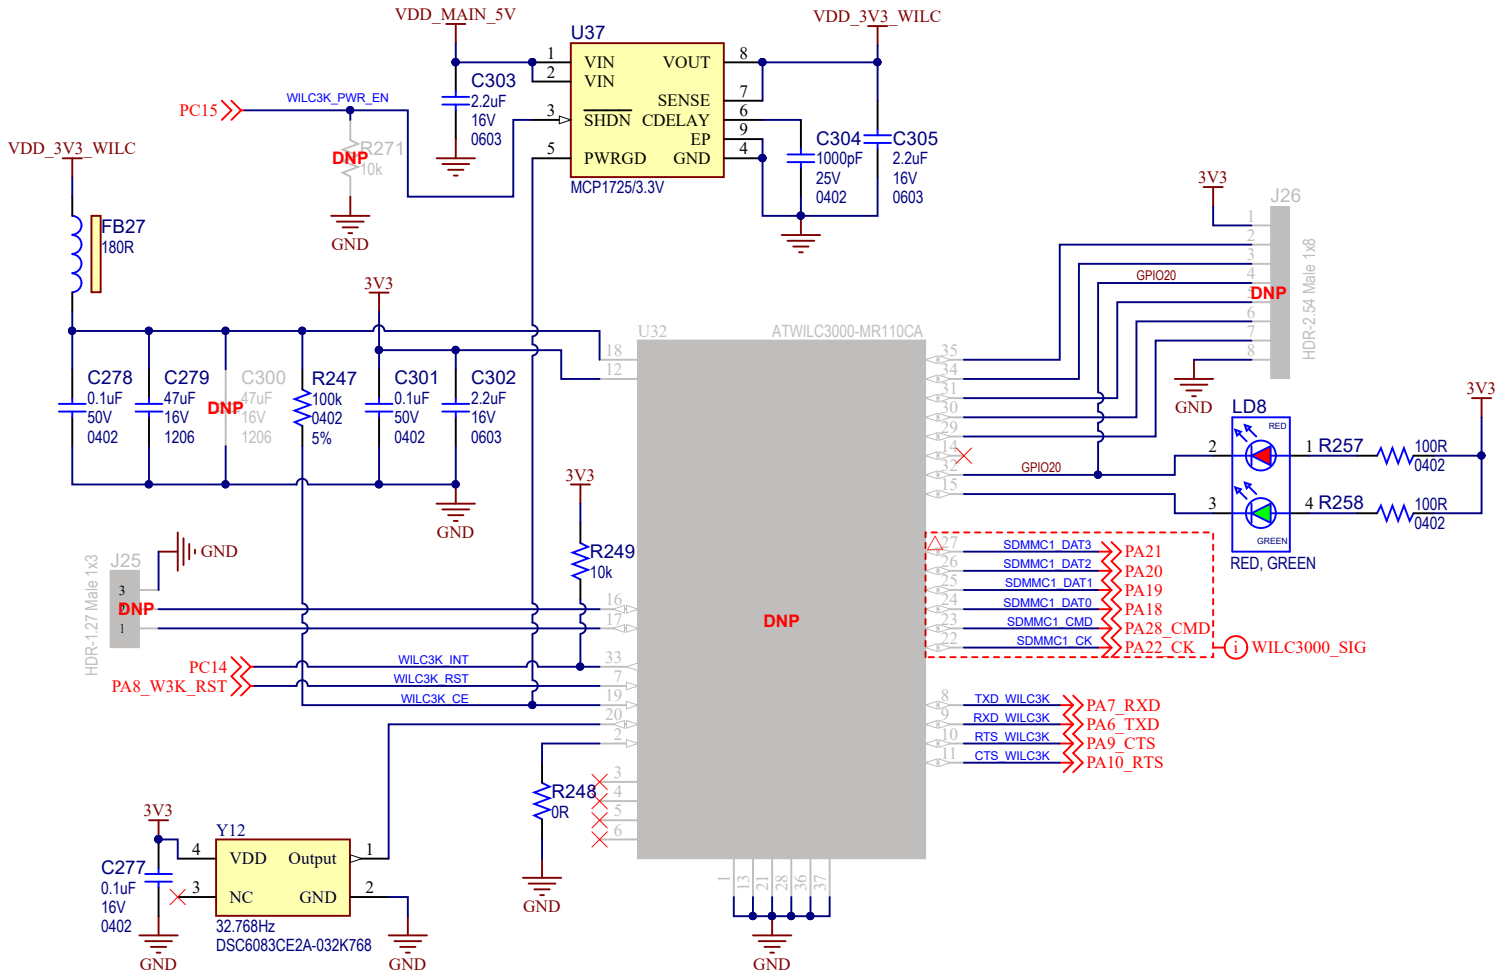 VDD_MAIN_5V
VDD_3V3_WILC
U37
1 VIN VOUT 8
2 VIN
SENSE 7
3 SHDN CDELAY 6
EP 9
5 PWRGD GND 4
MCP1725/3.3V
C303
2.2uF
16V
0603
C304
1000pF
25V
0402
C305
2.2uF
16V
0603
PC15
WILC3K_PWR_EN
R271
DNP
10k
GND
VDD_3V3_WILC
FB27
180R
3V3
C278
0.1uF
50V
0402
C279
47uF
16V
1206
C300
47uF
DNP
16V
1206
R247
100k
0402
5%
C301
0.1uF
50V
0402
C302
2.2uF
16V
0603
GND
3V3
R249
10k
J25
GND
HDR-1.27 Male 1x3
3
DNP
1
PC14
WILC3K_INT
PA8_W3K_RST
WILC3K_RST
WILC3K_CE
U32
ATWILC3000-MR110CA
DNP
18
12
16
17
33
7
19
20
2
3
4
5
6
35
34
31
30
29
14
32
15
27
26
25
24
23
22
8
9
10
11
1
13
21
28
36
37
GND
R248
0R
GND
3V3
C277
0.1uF
16V
0402
GND
Y12
4 VDD Output 1
3 NC GND 2
32.768Hz
DSC6083CE2A-032K768
GND
3V3
J26
1
2
3
4
DNP
6
7
8
HDR-2.54 Male 1x8
GPIO20
GND
GPIO20
LD8
RED
2
1
3
4
GREEN
RED, GREEN
R257
100R
0402
R258
100R
0402
3V3
SDMMC1_DAT3 PA21
SDMMC1_DAT2 PA20
SDMMC1_DAT1 PA19
SDMMC1_DAT0 PA18
SDMMC1_CMD PA28_CMD
SDMMC1_CK PA22_CK
i WILC3000_SIG
TXD_WILC3K PA7_RXD
RXD_WILC3K PA6_TXD
RTS_WILC3K PA9_CTS
CTS_WILC3K PA10_RTS